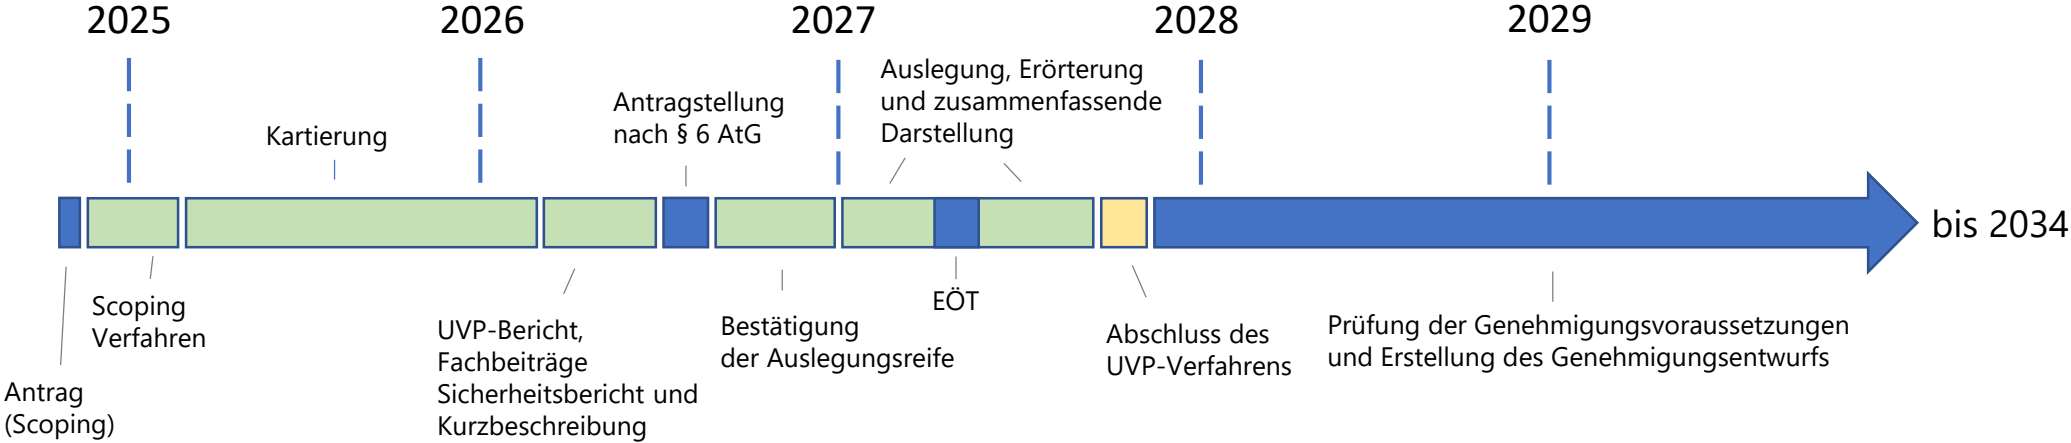 2025
2026
2027
2028
2029
Auslegung, Erörterung
und zusammenfassende
Darstellung
Antragstellung
nach § 6 AtG
Kartierung
bis 2034
Scoping
Verfahren
Antrag
(Scoping)
UVP-Bericht,
Fachbeiträge
Sicherheitsbericht und
Kurzbeschreibung
Bestätigung
der Auslegungsreife
EÖT
Abschluss des
UVP-Verfahrens
Prüfung der Genehmigungsvoraussetzungen
und Erstellung des Genehmigungsentwurfs